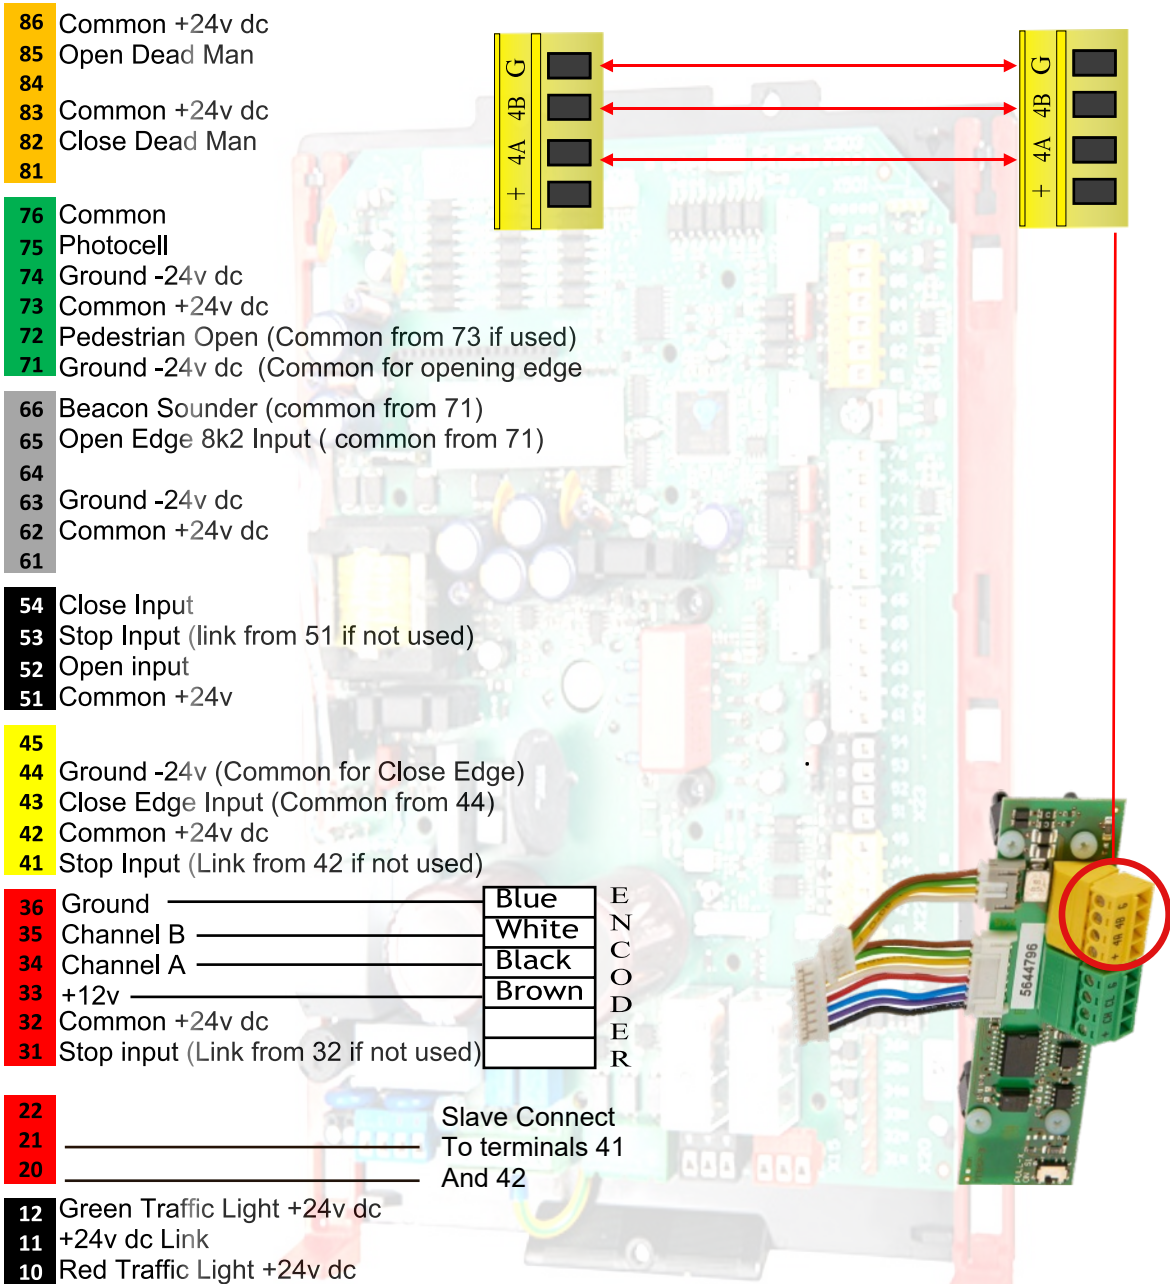 86 Common +24v dc
85 Open Dead Man
84
83 Common +24v dc
82 Close Dead Man
81
76 Common
75 Photocell
74 Ground -24v dc
73 Common +24v dc
72 Pedestrian Open (Common from 73 if used)
71 Ground -24v dc (Common for opening edge
66 Beacon Sounder (common from 71)
65 Open Edge 8k2 Input ( common from 71)
64
63 Ground -24v dc
62 Common +24v dc
61
54 Close Input
53 Stop Input (link from 51 if not used)
52 Open input
51 Common +24v
45
44 Ground -24v (Common for Close Edge)
43 Close Edge Input (Common from 44)
42 Common +24v dc
41 Stop Input (Link from 42 if not used)
36 Ground Blue
35 Channel B White
34 Channel A Black
33 +12v Brown
32 Common +24v dc
31 Stop input (Link from 32 if not used)
ENCODER
22
21
20
Slave Connect
To terminals 41
And 42
12 Green Traffic Light +24v dc
11 +24v dc Link
10 Red Traffic Light +24v dc
+ 4A 4B G
+ 4A 4B G
+ 4A 4B G
5644796